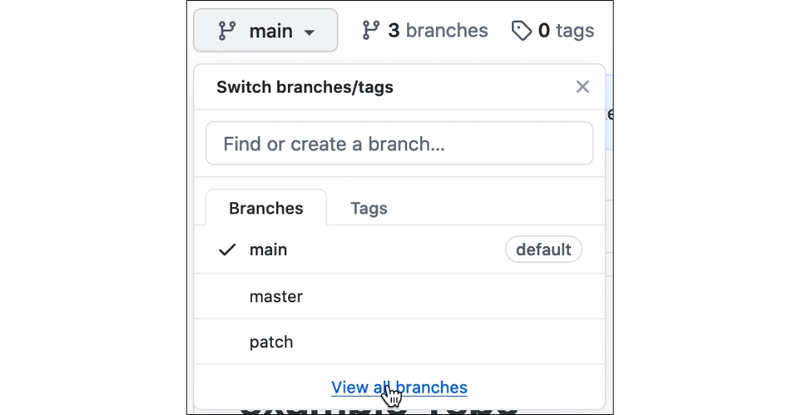 main 3 branches 0 tags
Switch branches/tags
Find or create a branch...
Branches Tags
main default
master
patch
View all branches